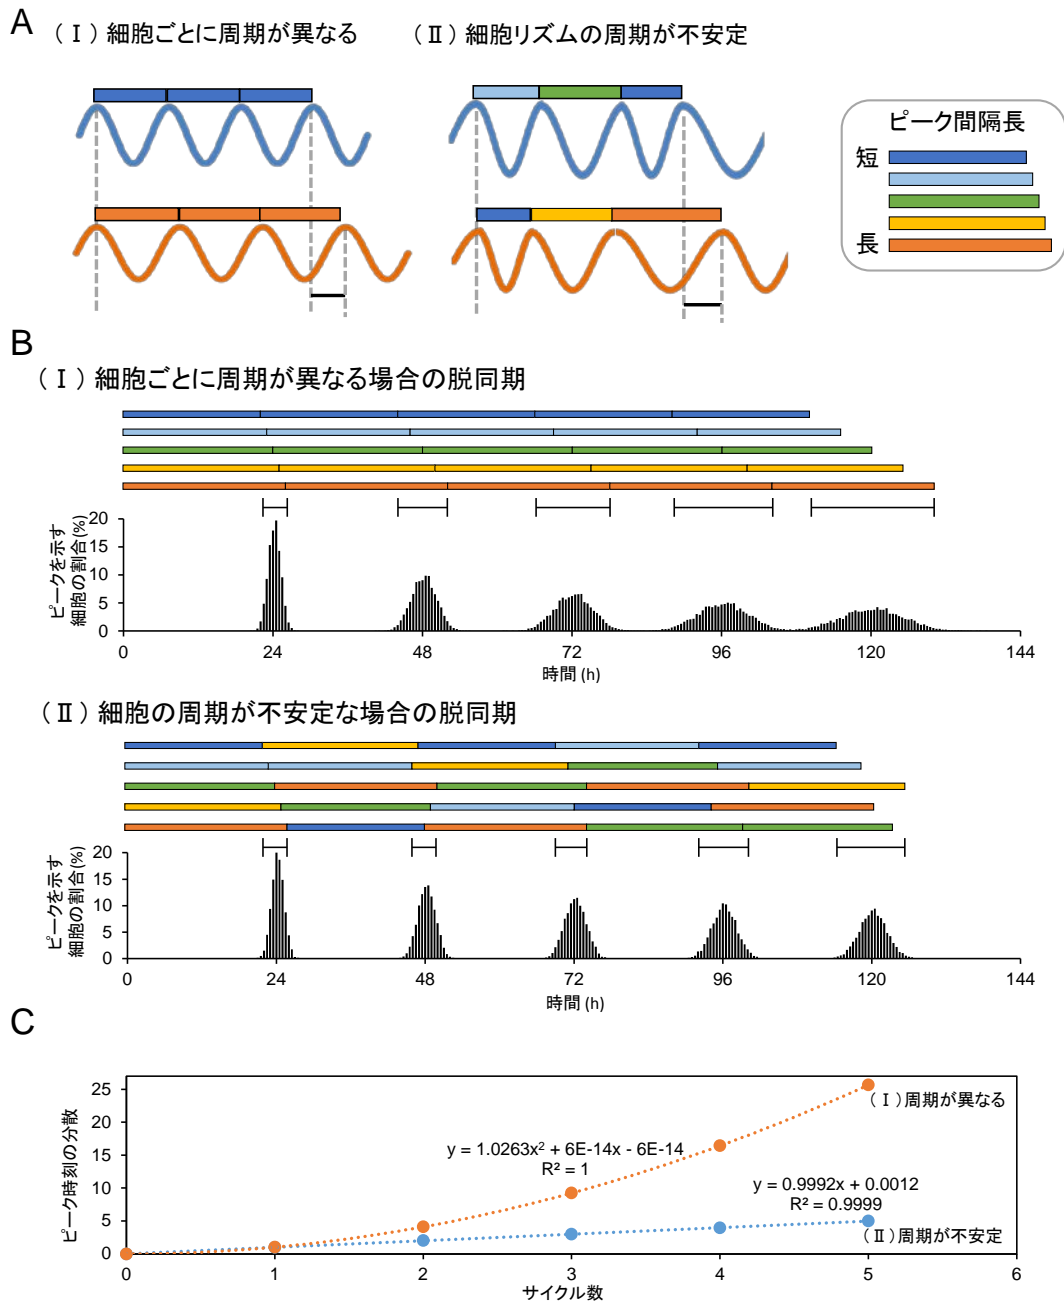 A
（Ⅰ）細胞ごとに周期が異なる
（Ⅱ）細胞リズムの周期が不安定
ピーク間隔長
短
長
B
（Ⅰ）細胞ごとに周期が異なる場合の脱同期
ピークを示す
細胞の割合(%)
20
15
10
5
0
0 24 48 72 96 120 144
時間 (h)
（Ⅱ）細胞の周期が不安定な場合の脱同期
ピークを示す
細胞の割合(%)
20
15
10
5
0
0 24 48 72 96 120 144
時間 (h)
C
ピーク時刻の分散
25
20
15
10
5
0
（Ⅰ）周期が異なる
y = 1.0263x² + 6E-14x - 6E-14
R² = 1
y = 0.9992x + 0.0012
R² = 0.9999
（Ⅱ）周期が不安定
0 1 2 3 4 5 6
サイクル数